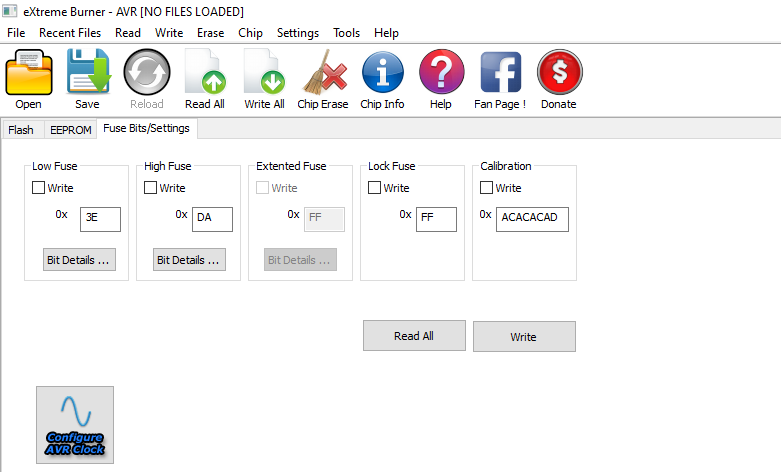 eXtreme Burner - AVR [NO FILES LOADED]
File Recent Files Read Write Erase Chip Settings Tools Help
Open Save Reload Read All Write All Chip Erase Chip Info Help Fan Page ! Donate
Flash EEPROM Fuse Bits/Settings
Low Fuse High Fuse Extented Fuse Lock Fuse Calibration
Write Write Write Write Write
0x 3E 0x DA 0x FF 0x FF 0x ACACACAD
Bit Details ... Bit Details ... Bit Details ...
Read All Write
Configure
AVR Clock